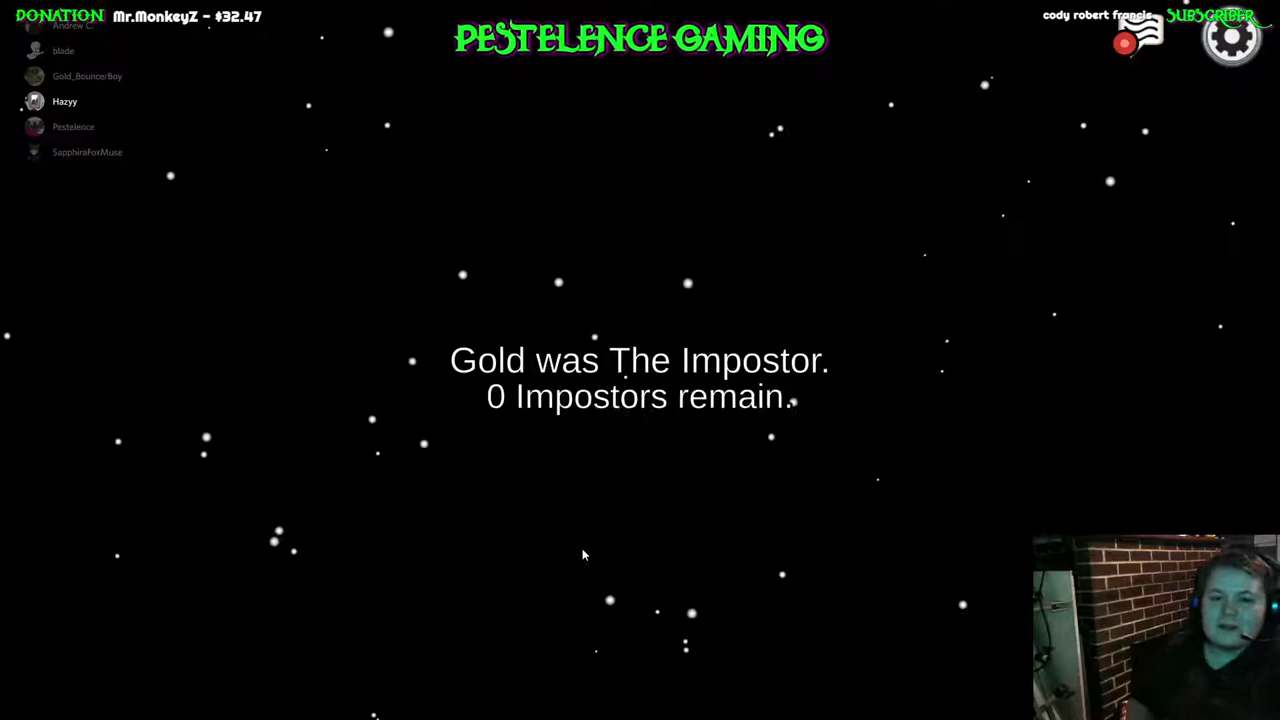 DONATION Mr.MonkeyZ - $32.47
cody robert francis SUBSCRIBER
PESTELENCE GAMING
Andrew C.
blade
Gold_BouncerBoy
Hazyy
Pestelence
SapphiraFoxMuse
Gold was The Impostor.
0 Impostors remain.